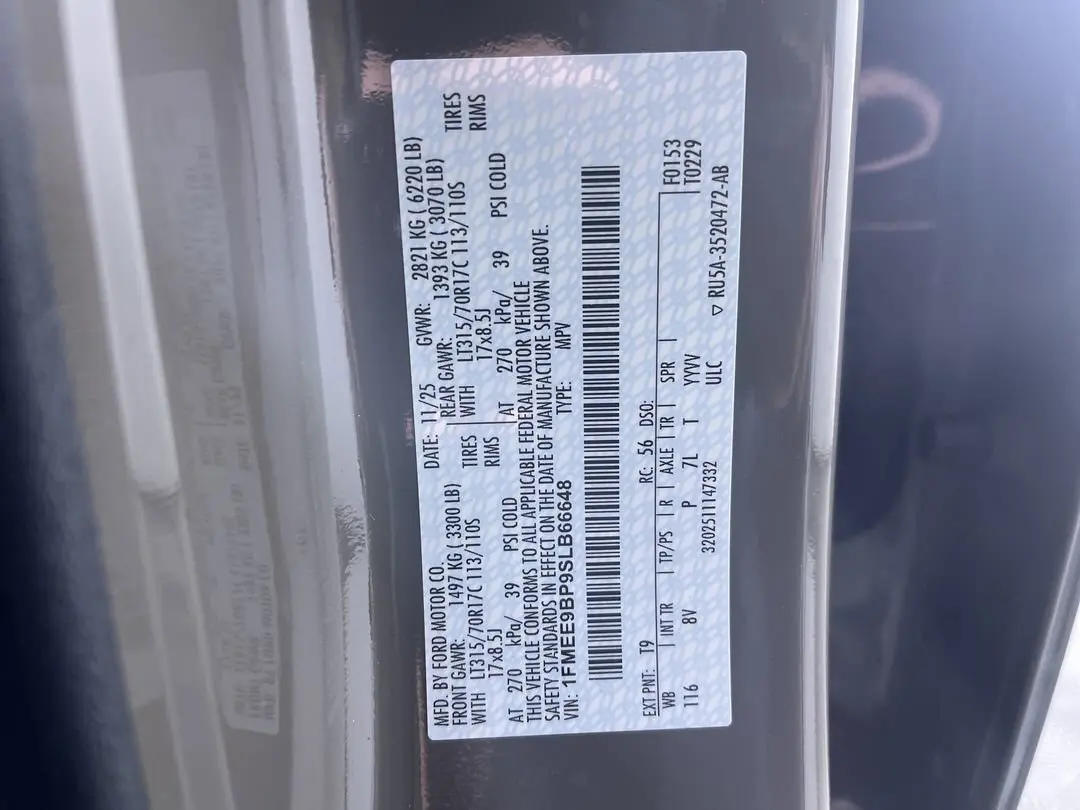 MFD. BY FORD MOTOR CO. DATE: 11/25 GVWR: 2821 KG ( 6220 LB)
FRONT GAWR: 1497 KG ( 3300 LB) REAR GAWR: 1393 KG ( 3070 LB)
WITH LT315/70R17C 113/110S TIRES WITH LT315/70R17C 113/110S TIRES
17x8.5J RIMS 17x8.5J RIMS
AT 270 kPa/ 39 PSI COLD AT 270 kPa/ 39 PSI COLD
THIS VEHICLE CONFORMS TO ALL APPLICABLE FEDERAL MOTOR VEHICLE
SAFETY STANDARDS IN EFFECT ON THE DATE OF MANUFACTURE SHOWN ABOVE.
VIN: 1FMEE9BP9SLB66648 TYPE: MPV
EXT PNT: T9 RC: 56 DSO: F0153
WB INT TR TP/PS R AXLE TR SPR T0229
116 8V P 7L T YYVV
3202511147332 ULC ▽ RU5A-3520472-AB